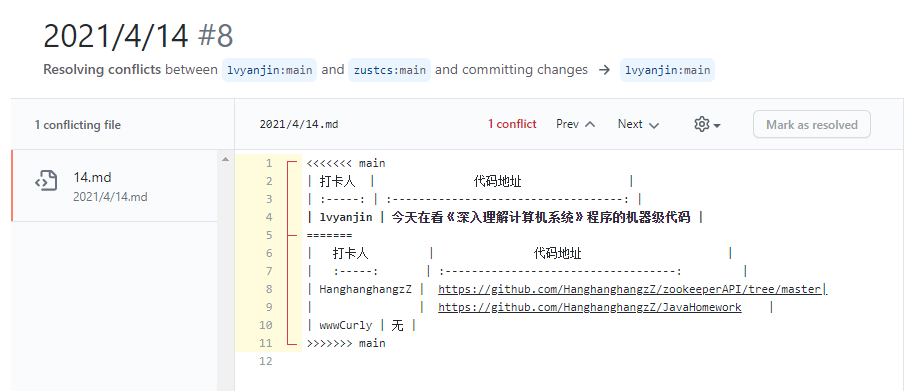 2021/4/14 #8
Resolving conflicts between lvyanjin:main and zustcs:main and committing changes → lvyanjin:main
1 conflicting file
2021/4/14.md 1 conflict Prev Next Mark as resolved
14.md
2021/4/14.md
1 <<<<<<< main
2 | 打卡人 | 代码地址 |
3 | :-----: | :----------------------------------: |
4 | lvyanjin | 今天在看《深入理解计算机系统》程序的机器级代码 |
5 =======
6 | 打卡人 | 代码地址 |
7 | :-----: | :----------------------------------: |
8 | HanghanghangzZ | https://github.com/HanghanghangzZ/zookeeperAPI/tree/master|
9 | | https://github.com/HanghanghangzZ/JavaHomework |
10 | wwwCurly | 无 |
11 >>>>>>> main
12